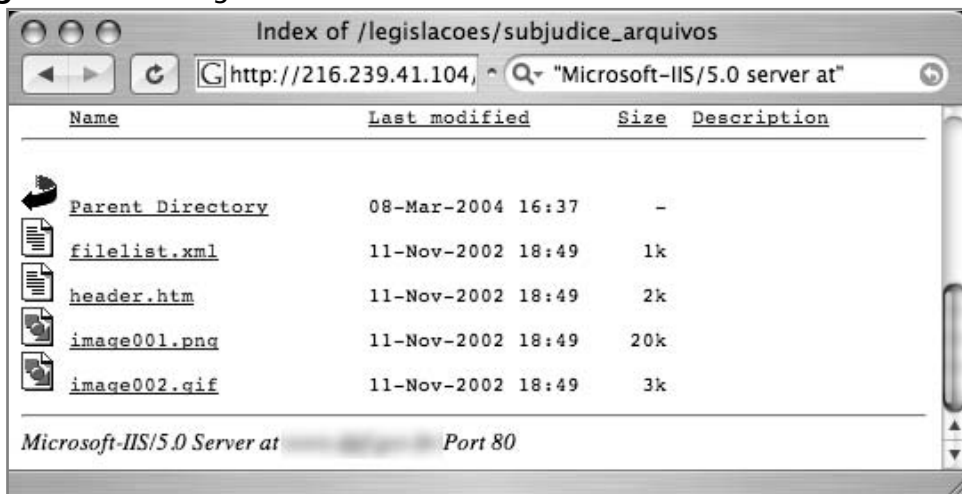 Index of /legislacoes/subjudice_arquivos
G http://216.239.41.104, Q "Microsoft-IIS/5.0 server at"
Name Last modified Size Description
Parent Directory 08-Mar-2004 16:37 -
filelist.xml 11-Nov-2002 18:49 1k
header.htm 11-Nov-2002 18:49 2k
image001.png 11-Nov-2002 18:49 20k
image002.gif 11-Nov-2002 18:49 3k
Microsoft-IIS/5.0 Server at Port 80